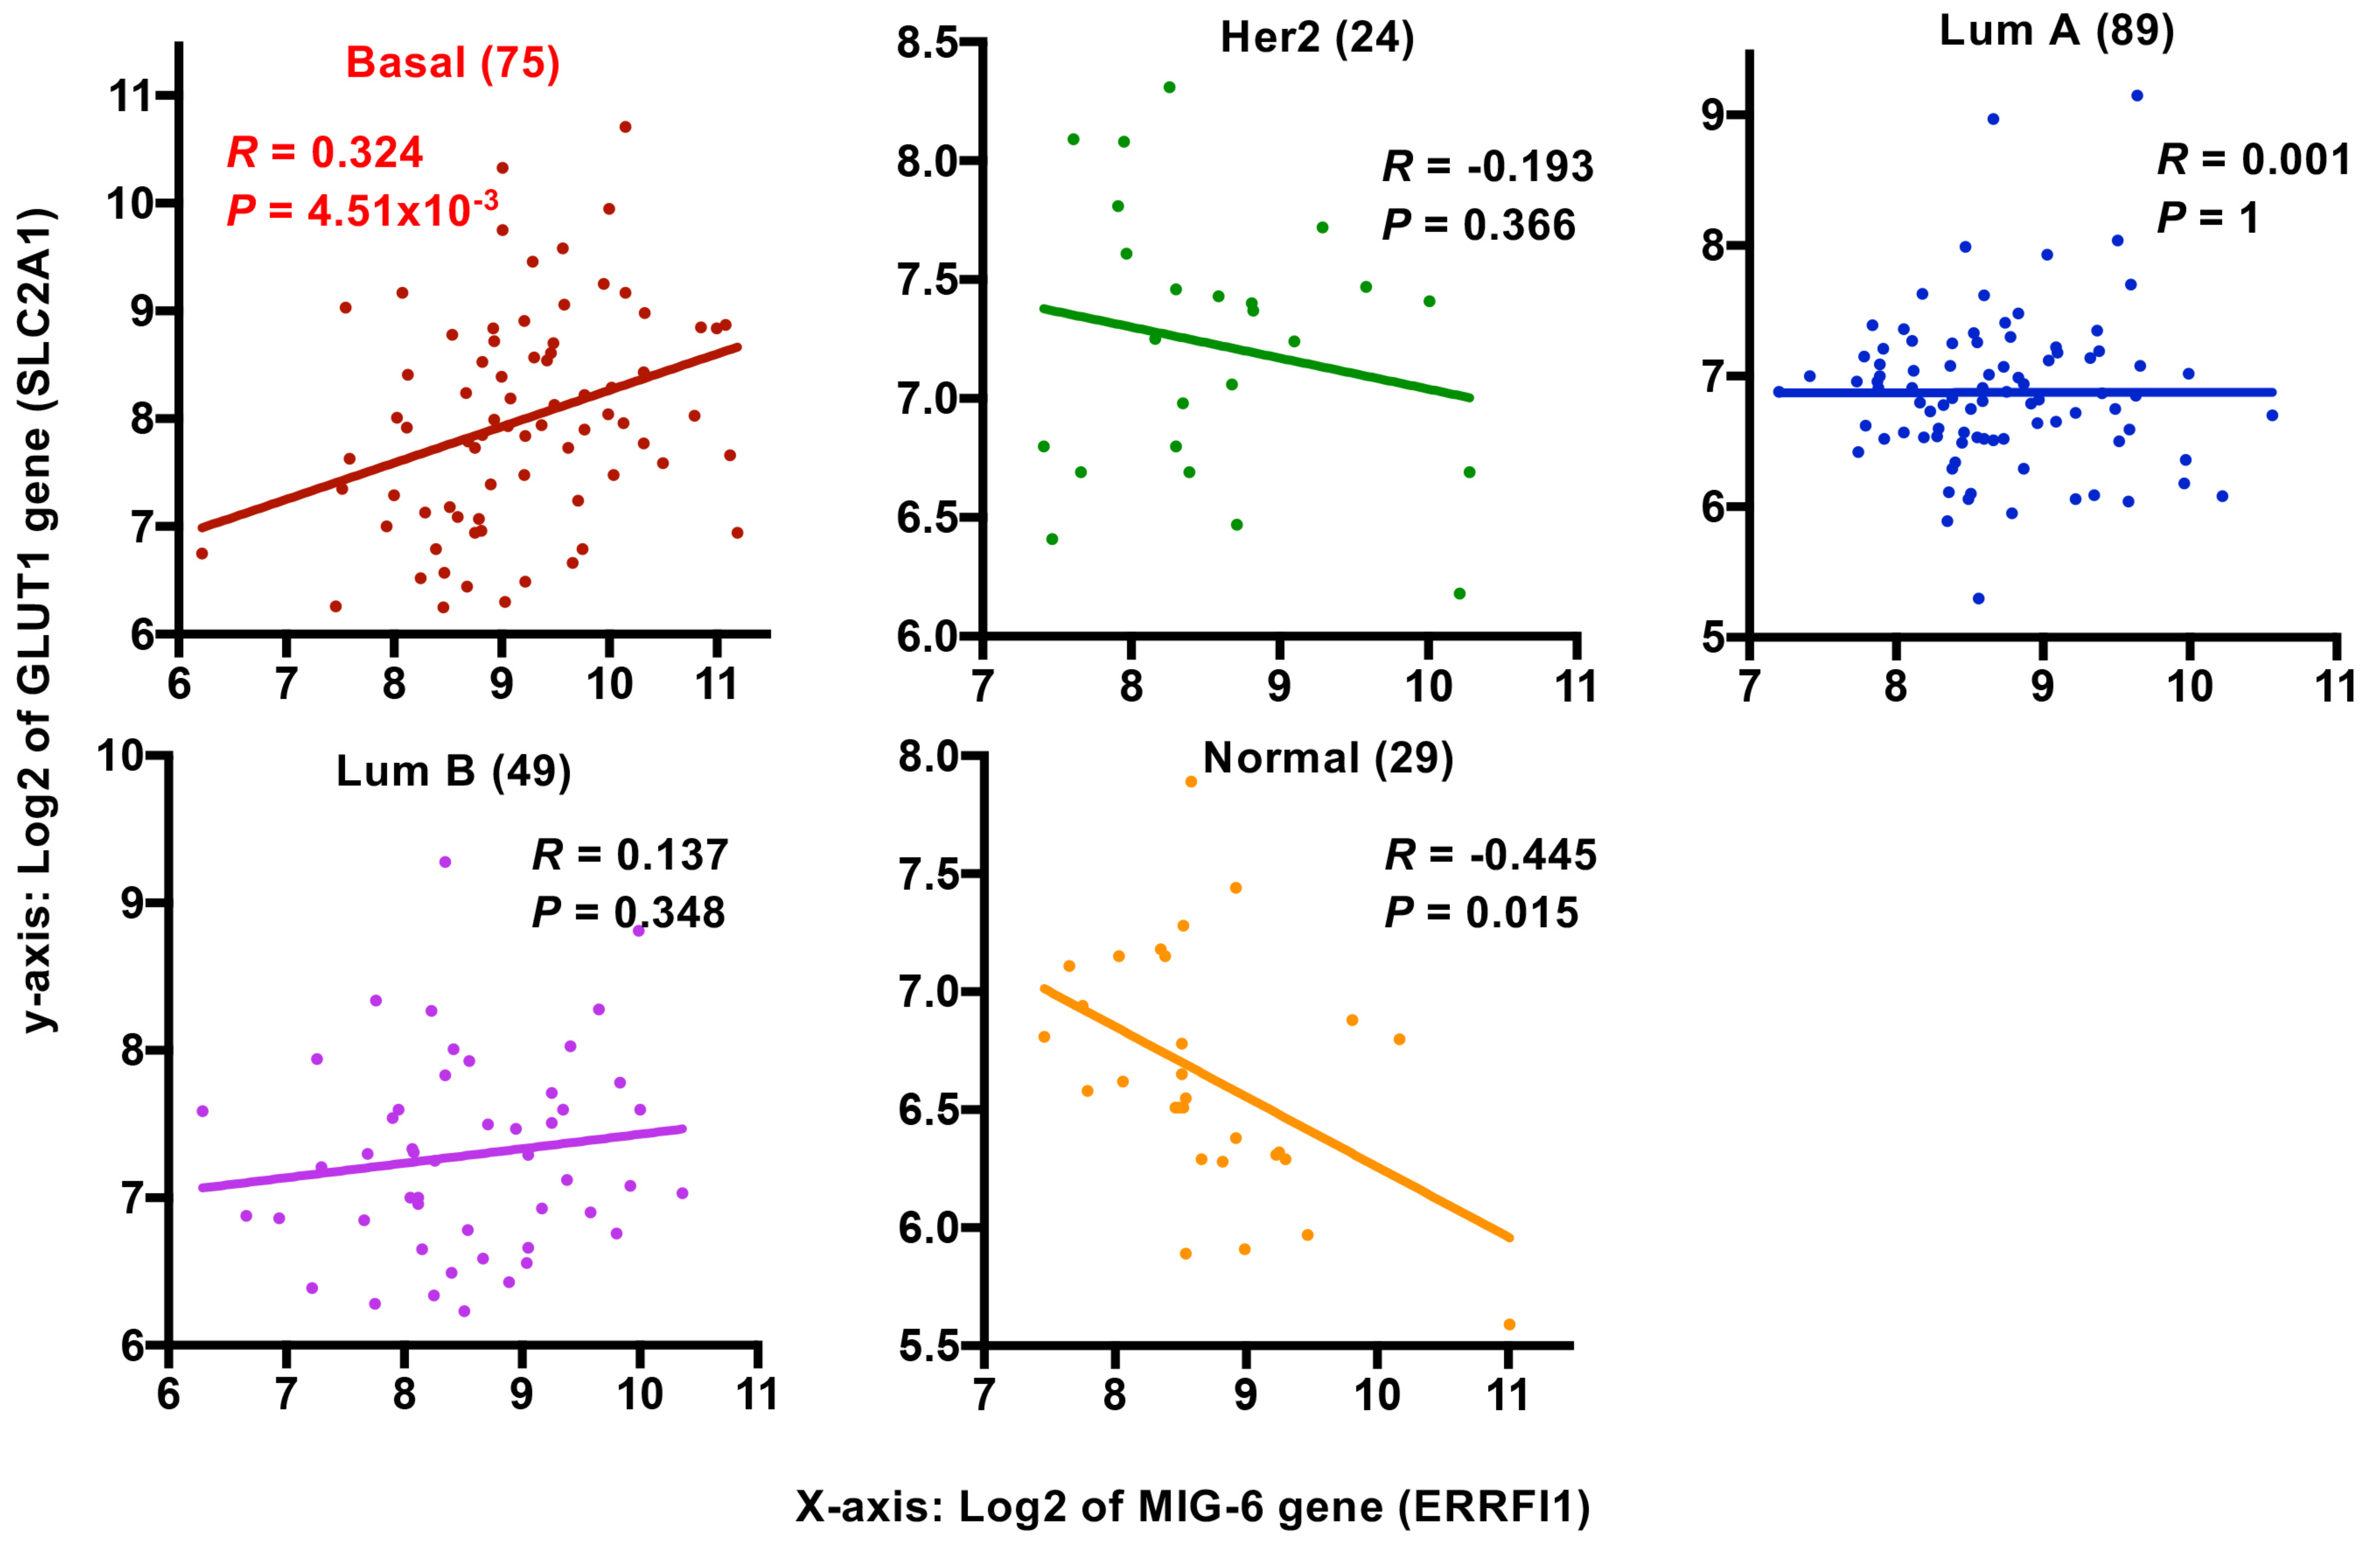 y-axis: Log2 of GLUT1 gene (SLC2A1)
Basal (75)
R = 0.324
P = 4.51x10-3
11
10
9
8
7
6
6 7 8 9 10 11
Her2 (24)
R = -0.193
P = 0.366
8.5
8.0
7.5
7.0
6.5
6.0
7 8 9 10 11
Lum A (89)
R = 0.001
P = 1
9
8
7
6
5
7 8 9 10 11
Lum B (49)
R = 0.137
P = 0.348
10
9
8
7
6
6 7 8 9 10 11
Normal (29)
R = -0.445
P = 0.015
8.0
7.5
7.0
6.5
6.0
5.5
7 8 9 10 11
X-axis: Log2 of MIG-6 gene (ERRFI1)